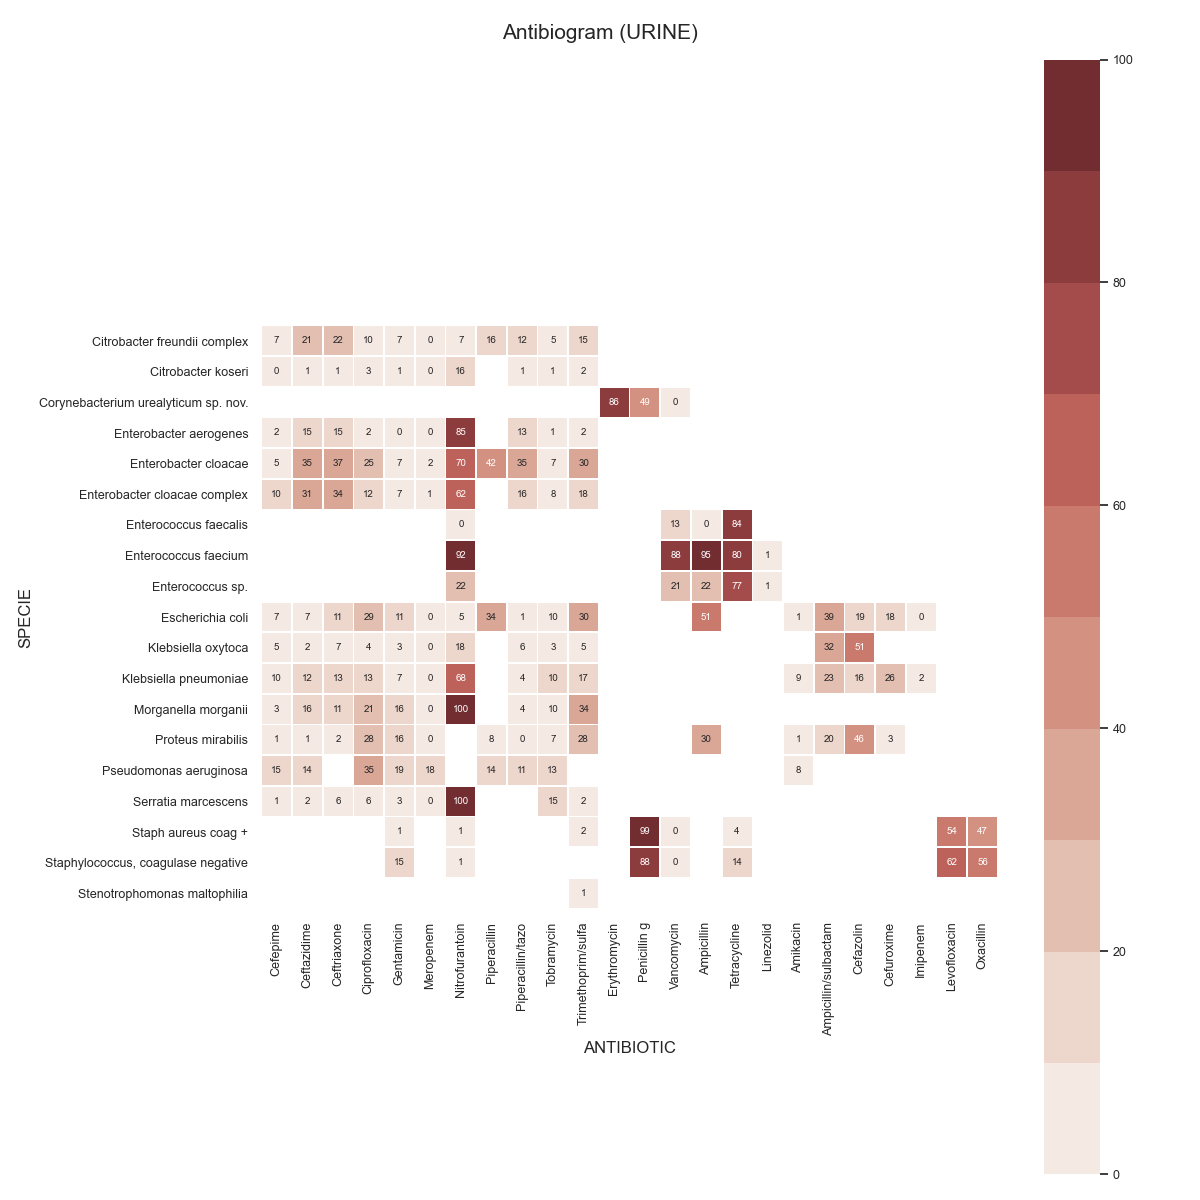 Antibiogram (URINE)
100
80
60
40
20
0
SPECIE
Citrobacter freundii complex 7 21 22 10 7 0 7 16 12 5 15
Citrobacter koseri 0 1 1 3 1 0 16 1 1 2
Corynebacterium urealyticum sp. nov. 86 49 0
Enterobacter aerogenes 2 15 15 2 0 0 85 13 1 2
Enterobacter cloacae 5 35 37 25 7 2 70 42 35 7 30
Enterobacter cloacae complex 10 31 34 12 7 1 62 16 8 18
Enterococcus faecalis 0 13 0 84
Enterococcus faecium 92 88 95 80 1
Enterococcus sp. 22 21 22 77 1
Escherichia coli 7 7 11 29 11 0 5 34 1 10 30 51 1 39 19 18 0
Klebsiella oxytoca 5 2 7 4 3 0 18 6 3 5 32 51
Klebsiella pneumoniae 10 12 13 13 7 0 68 4 10 17 9 23 16 26 2
Morganella morganii 3 16 11 21 16 0 100 4 10 34
Proteus mirabilis 1 1 2 28 16 0 8 0 7 28 30 1 20 46 3
Pseudomonas aeruginosa 15 14 35 19 18 14 11 13 8
Serratia marcescens 1 2 6 6 3 0 100 15 2
Staph aureus coag + 1 1 2 99 0 4 54 47
Staphylococcus, coagulase negative 15 1 88 0 14 62 56
Stenotrophomonas maltophilia 1
Cefepime
Ceftazidime
Ceftriaxone
Ciprofloxacin
Gentamicin
Meropenem
Nitrofurantoin
Piperacillin
Piperacillin/tazo
Tobramycin
Trimethoprim/sulfa
Erythromycin
Penicillin g
Vancomycin
Ampicillin
Tetracycline
Linezolid
Amikacin
Ampicillin/sulbactam
Cefazolin
Cefuroxime
Imipenem
Levofloxacin
Oxacillin
ANTIBIOTIC